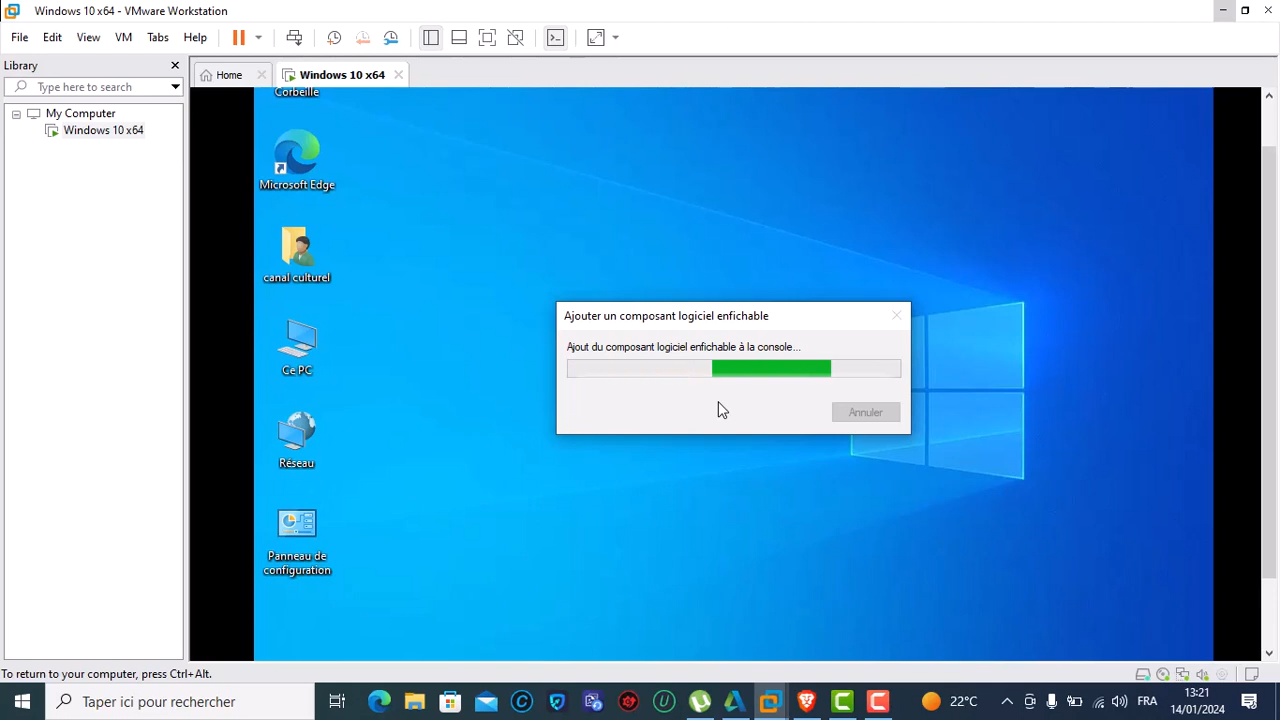 Windows 10 x64 - VMware Workstation
File Edit View VM Tabs Help
Library
Type here to search
My Computer
Windows 10 x64
Home
Windows 10 x64
Corbeille
Microsoft Edge
canal culturel
Ce PC
Réseau
Panneau de
configuration
Ajouter un composant logiciel enfichable
Ajout du composant logiciel enfichable à la console...
Annuler
To return to your computer, press Ctrl+Alt.
Taper ici pour rechercher
22°C
FRA
13:21
14/01/2024